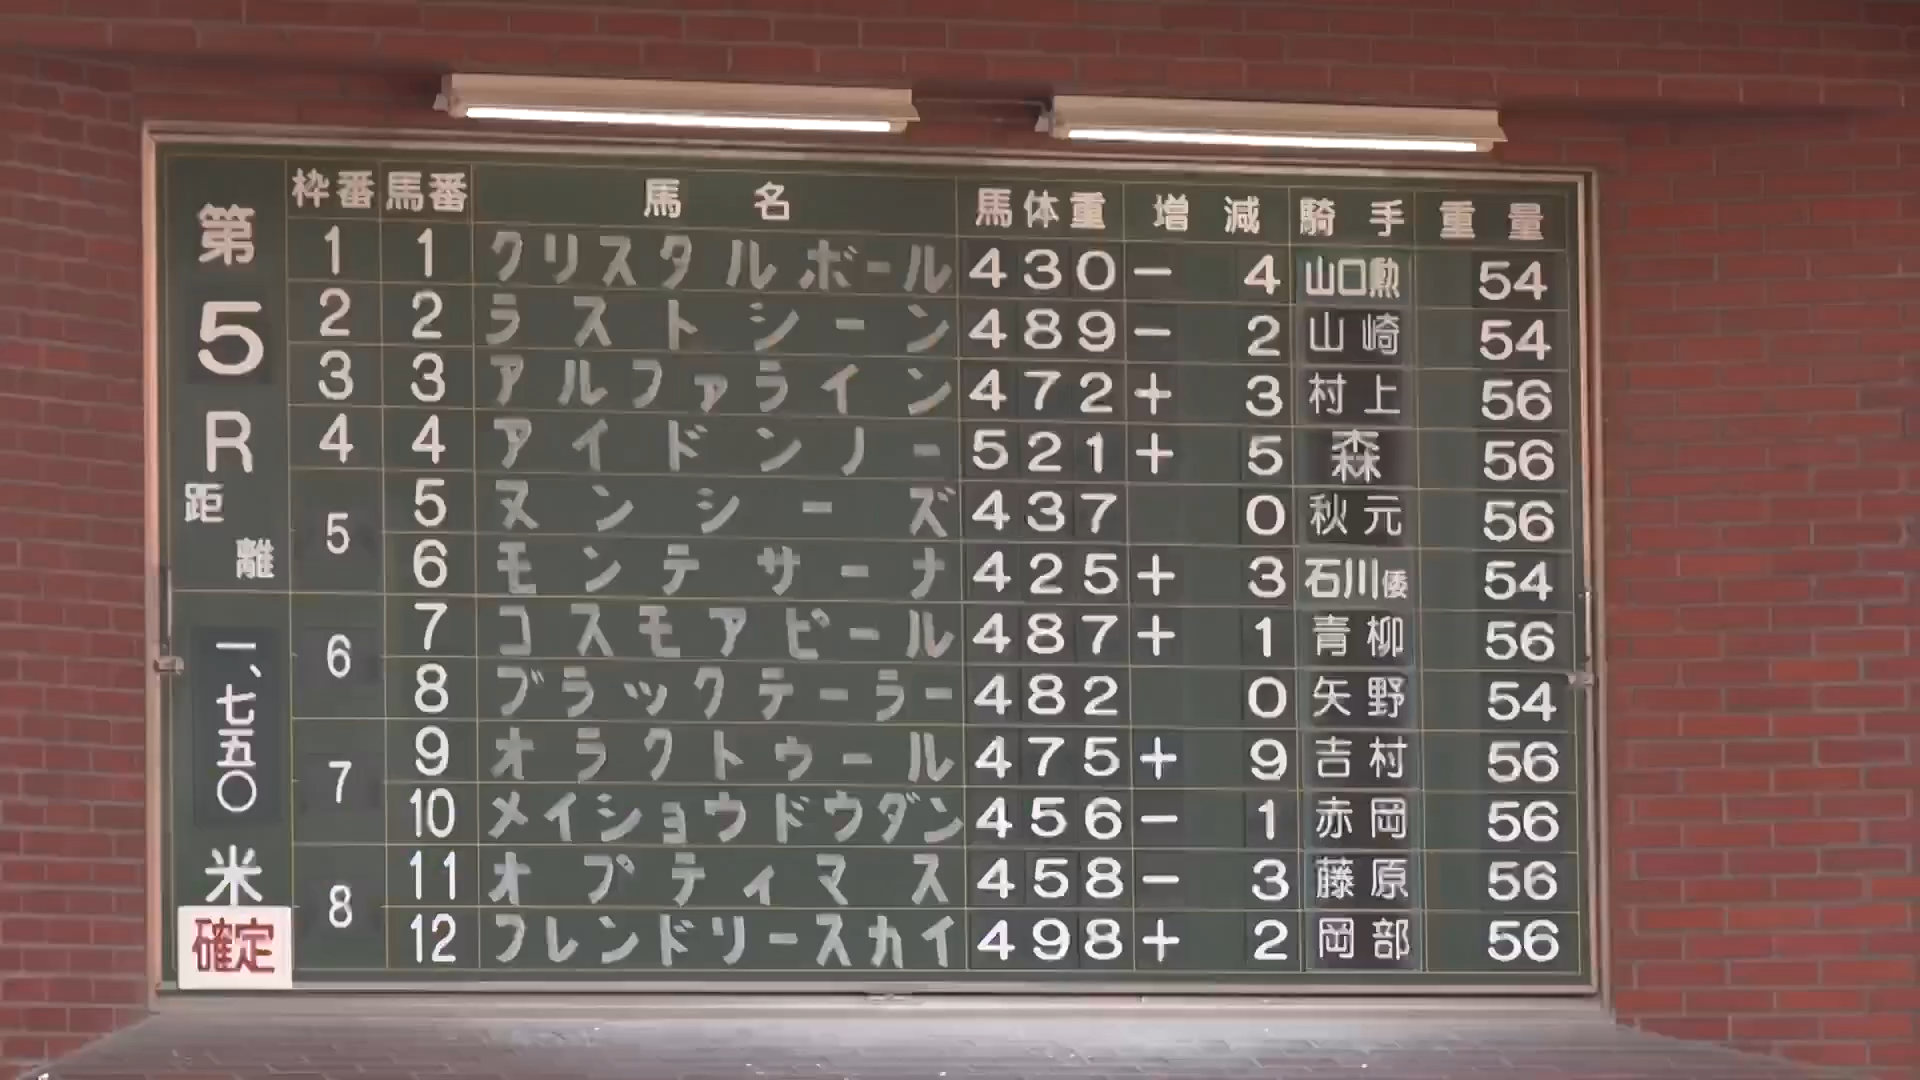 第5R
距離
一、七五〇米
確定
枠番 馬番 馬名 馬体重 増減 騎手 重量
1 1 クリスタルボール 430 - 4 山口勲 54
2 2 ラストシーン 489 - 2 山崎 54
3 3 アルファライン 472 + 3 村上 56
4 4 アイドンノー 521 + 5 森 56
5 5 ヌンシーズ 437 0 秋元 56
6 モンテサーナ 425 + 3 石川倭 54
6 7 コスモアピール 487 + 1 青柳 56
8 ブラックテーラー 482 0 矢野 54
7 9 オラクトゥール 475 + 9 吉村 56
10 メイショウドウダン 456 - 1 赤岡 56
8 11 オプティマス 458 - 3 藤原 56
12 フレンドリースカイ 498 + 2 岡部 56